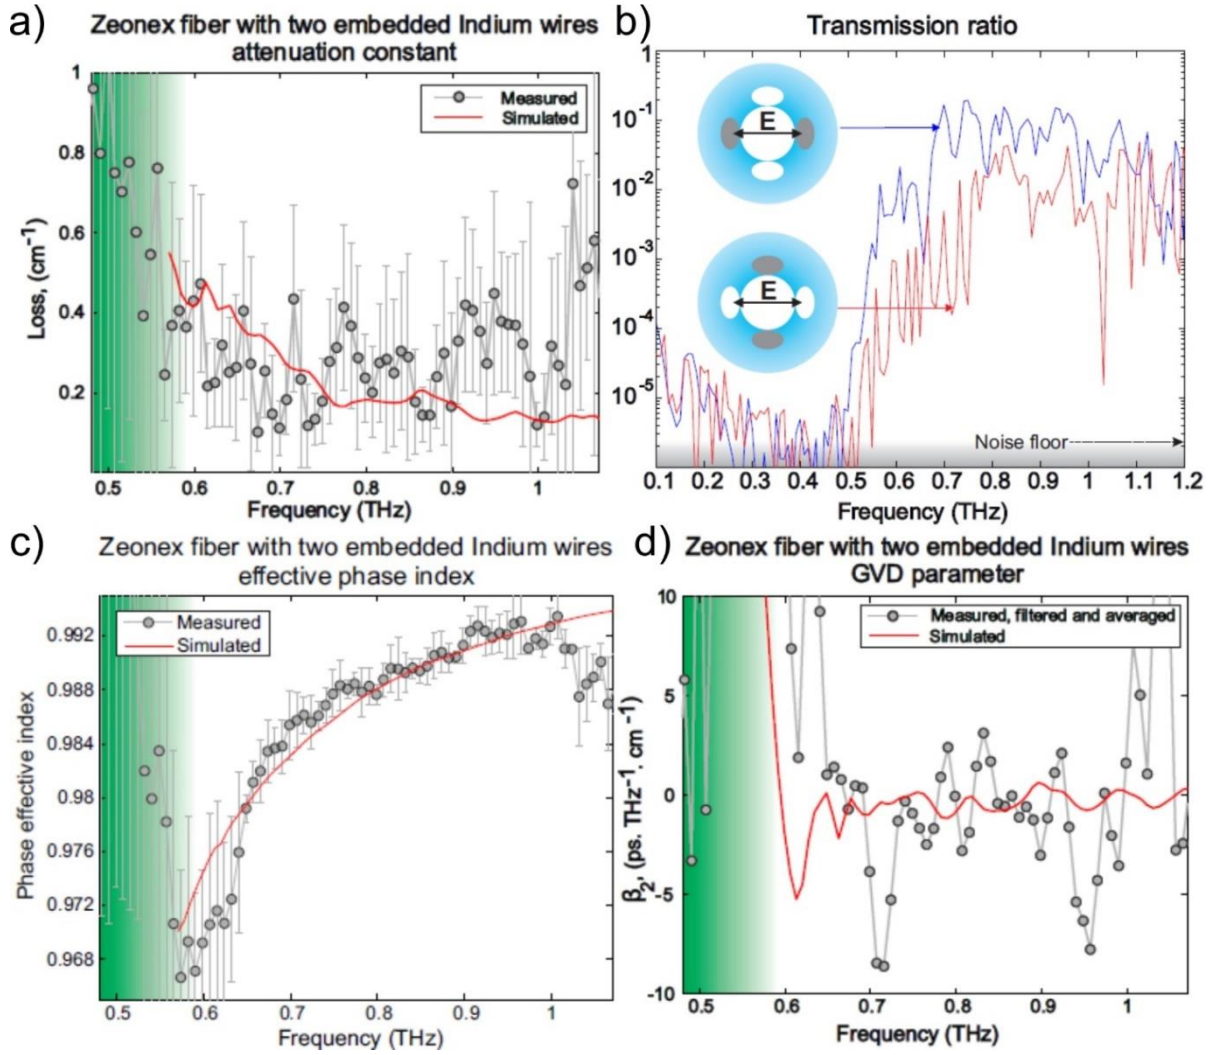 a)
Zeonex fiber with two embedded Indium wires
attenuation constant
1
0.8
0.6
0.4
0.2
Loss, (cm⁻¹)
Measured
Simulated
0.5 0.6 0.7 0.8 0.9 1
Frequency (THz)
b)
Transmission ratio
1
10⁻¹
10⁻²
10⁻³
10⁻⁴
10⁻⁵
E
E
Noise floor
0.1 0.2 0.3 0.4 0.5 0.6 0.7 0.8 0.9 1 1.1 1.2
Frequency (THz)
c)
Zeonex fiber with two embedded Indium wires
effective phase index
Measured
Simulated
0.992
0.988
0.984
0.98
0.976
0.972
0.968
Phase effective index
0.5 0.6 0.7 0.8 0.9 1
Frequency (THz)
d)
Zeonex fiber with two embedded Indium wires
GVD parameter
Measured, filtered and averaged
Simulated
10
5
0
-5
-10
β₂, (ps. THz⁻¹. cm⁻¹)
0.5 0.6 0.7 0.8 0.9 1
Frequency (THz)